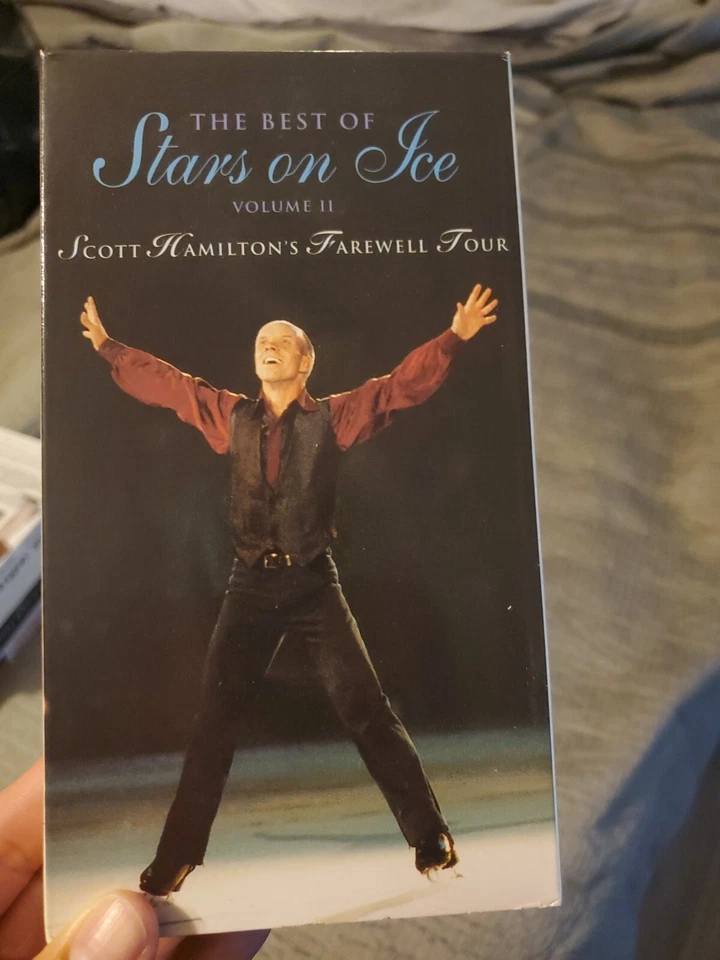 THE BEST OF
Stars on Ice
VOLUME II
SCOTT HAMILTON'S FAREWELL TOUR